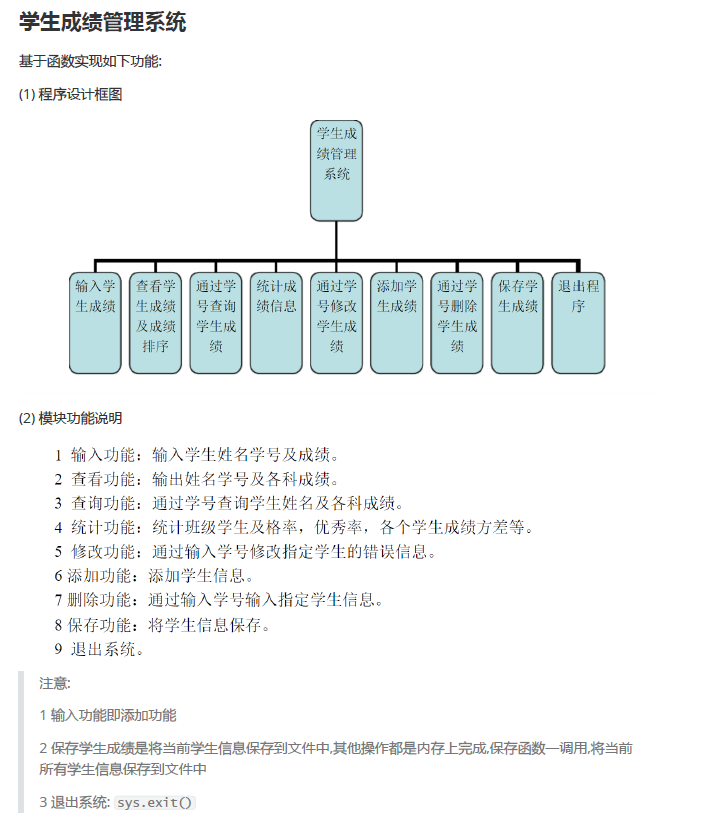 学生成绩管理系统
基于函数实现如下功能:
(1) 程序设计框图
学生成
绩管理
系统
输入学
生成绩
查看学
生成绩
及成绩
排序
通过学
号查询
学生成
绩
统计成
绩信息
通过学
号修改
学生成
绩
添加学
生成绩
通过学
号删除
学生成
绩
保存学
生成绩
退出程
序
(2) 模块功能说明
1 输入功能：输入学生姓名学号及成绩。
2 查看功能：输出姓名学号及各科成绩。
3 查询功能：通过学号查询学生姓名及各科成绩。
4 统计功能：统计班级学生及格率，优秀率，各个学生成绩方差等。
5 修改功能：通过输入学号修改指定学生的错误信息。
6 添加功能：添加学生信息。
7 删除功能：通过输入学号输入指定学生信息。
8 保存功能：将学生信息保存。
9 退出系统。
注意:
1 输入功能即添加功能
2 保存学生成绩是将当前学生信息保存到文件中,其他操作都是内存上完成,保存函数一调用,将当前
所有学生信息保存到文件中
3 退出系统: sys.exit()